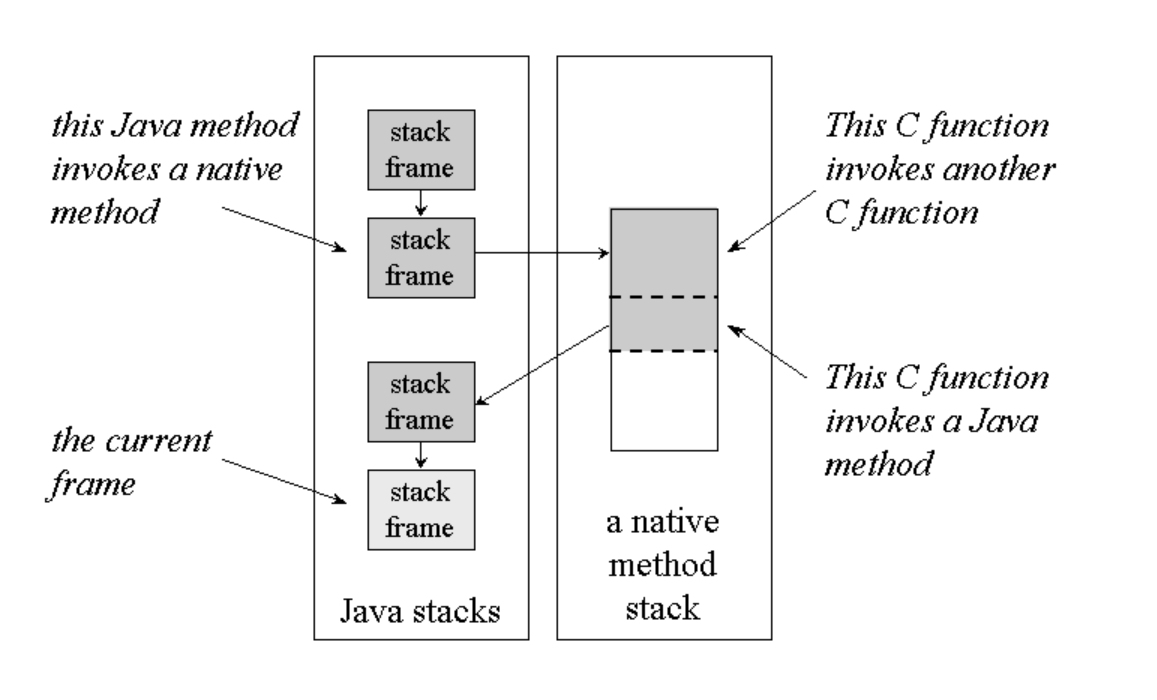 this Java method
invokes a native
method
stack
frame
stack
frame
This C function
invokes another
C function
stack
frame
the current
frame
stack
frame
This C function
invokes a Java
method
Java stacks
a native
method
stack